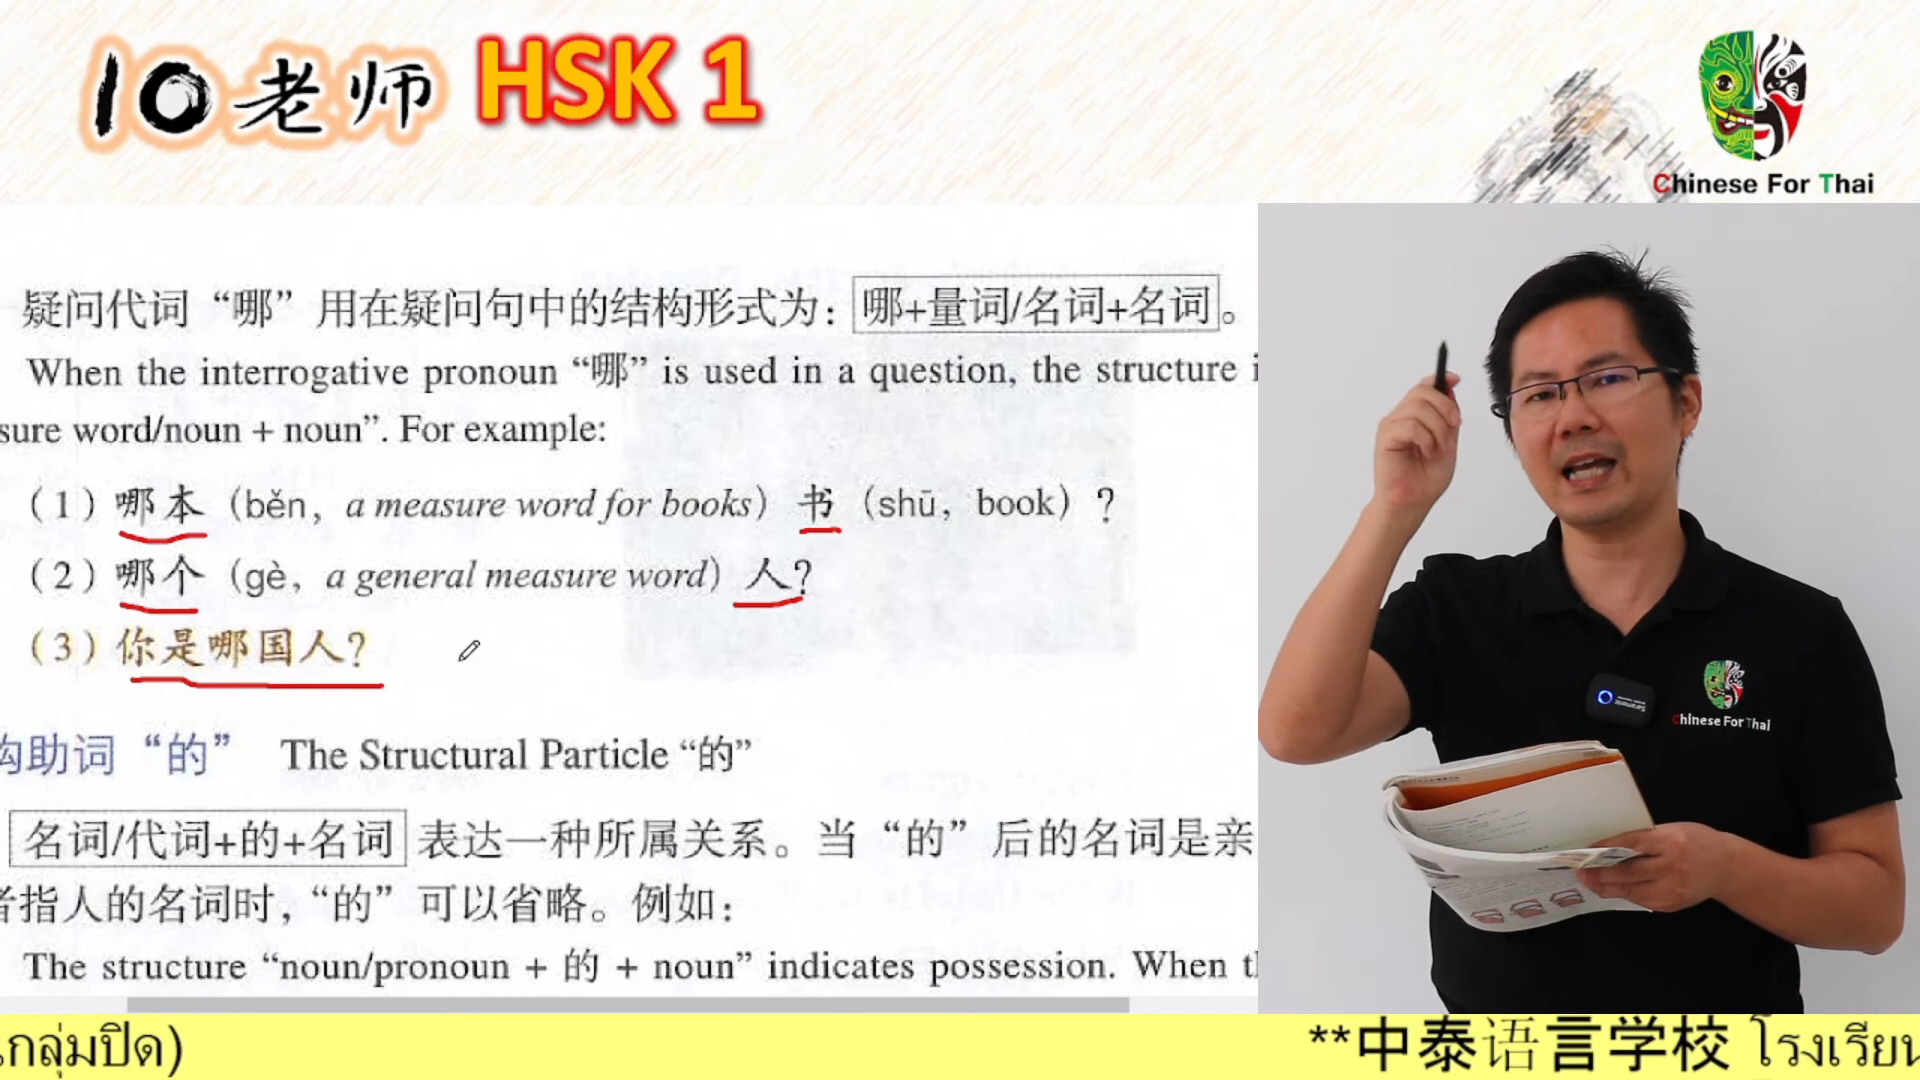 10老师 HSK 1
Chinese For Thai
疑问代词“哪”用在疑问句中的结构形式为：哪+量词/名词+名词。
When the interrogative pronoun “哪” is used in a question, the structure i
sure word/noun + noun”. For example:
（1）哪本（běn, a measure word for books）书（shū, book）？
（2）哪个（gè, a general measure word）人？
（3）你是哪国人？
构助词“的” The Structural Particle “的”
名词/代词+的+名词 表达一种所属关系。当“的”后的名词是亲
者指人的名词时，“的”可以省略。例如：
The structure “noun/pronoun + 的 + noun” indicates possession. When th
Chinese For Thai
กลุ่มปิด) **中泰语言学校 โรงเรียน